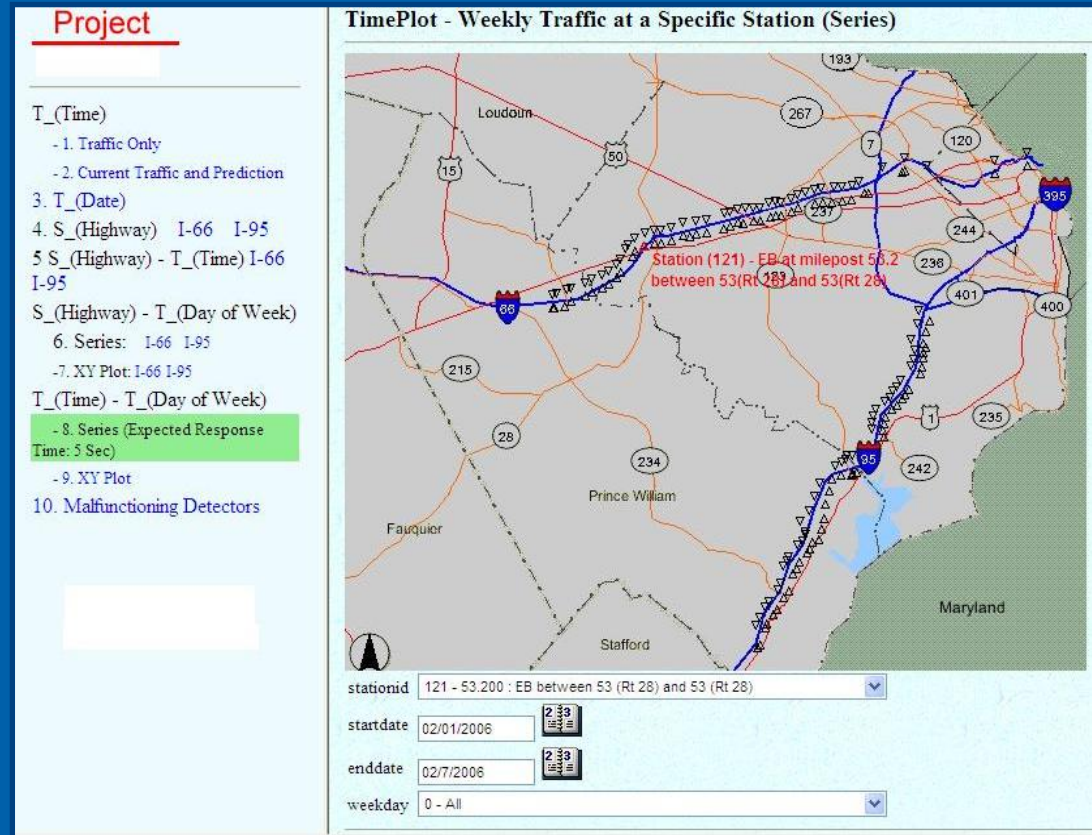 Project
T_(Time)
- 1. Traffic Only
- 2. Current Traffic and Prediction
3. T_(Date)
4. S_(Highway) I-66 I-95
5 S_(Highway) - T_(Time) I-66
I-95
S_(Highway) - T_(Day of Week)
6. Series: I-66 I-95
-7. XY Plot: I-66 I-95
T_(Time) - T_(Day of Week)
- 8. Series (Expected Response
Time: 5 Sec)
- 9. XY Plot
10. Malfunctioning Detectors
TimePlot - Weekly Traffic at a Specific Station (Series)
193
Loudoun
267
7
120
50
15
395
237
244
Station (121) - EB at milepost 53.2
123
236
between 53(Rt 28) and 53(Rt 28)
401
400
66
215
1
235
28
234
95
242
Prince William
Fauquier
Maryland
Stafford
stationid 121 - 53.200 : EB between 53 (Rt 28) and 53 (Rt 28)
startdate 02/01/2006 2 3
enddate 02/7/2006 2 3
weekday 0 - All